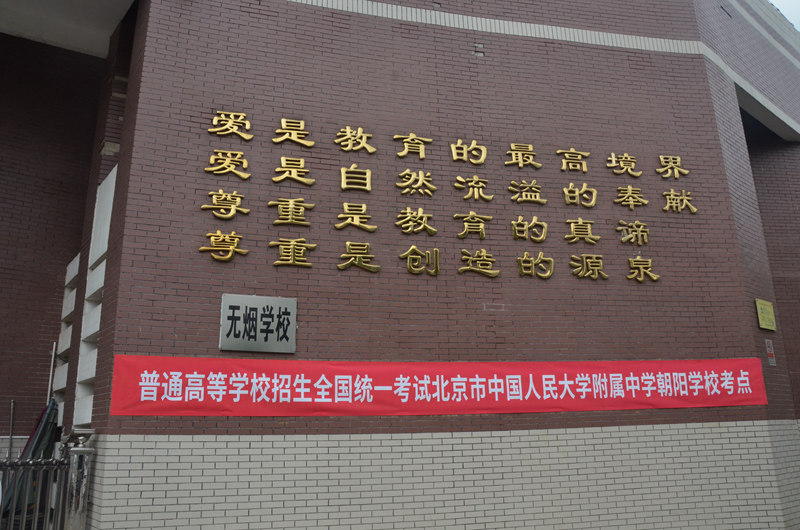 爱是教育的最高境界
爱是自然流溢的奉献
尊重是教育的真谛
尊重是创造的源泉
无烟学校
普通高等学校招生全国统一考试北京市中国人民大学附属中学朝阳学校考点